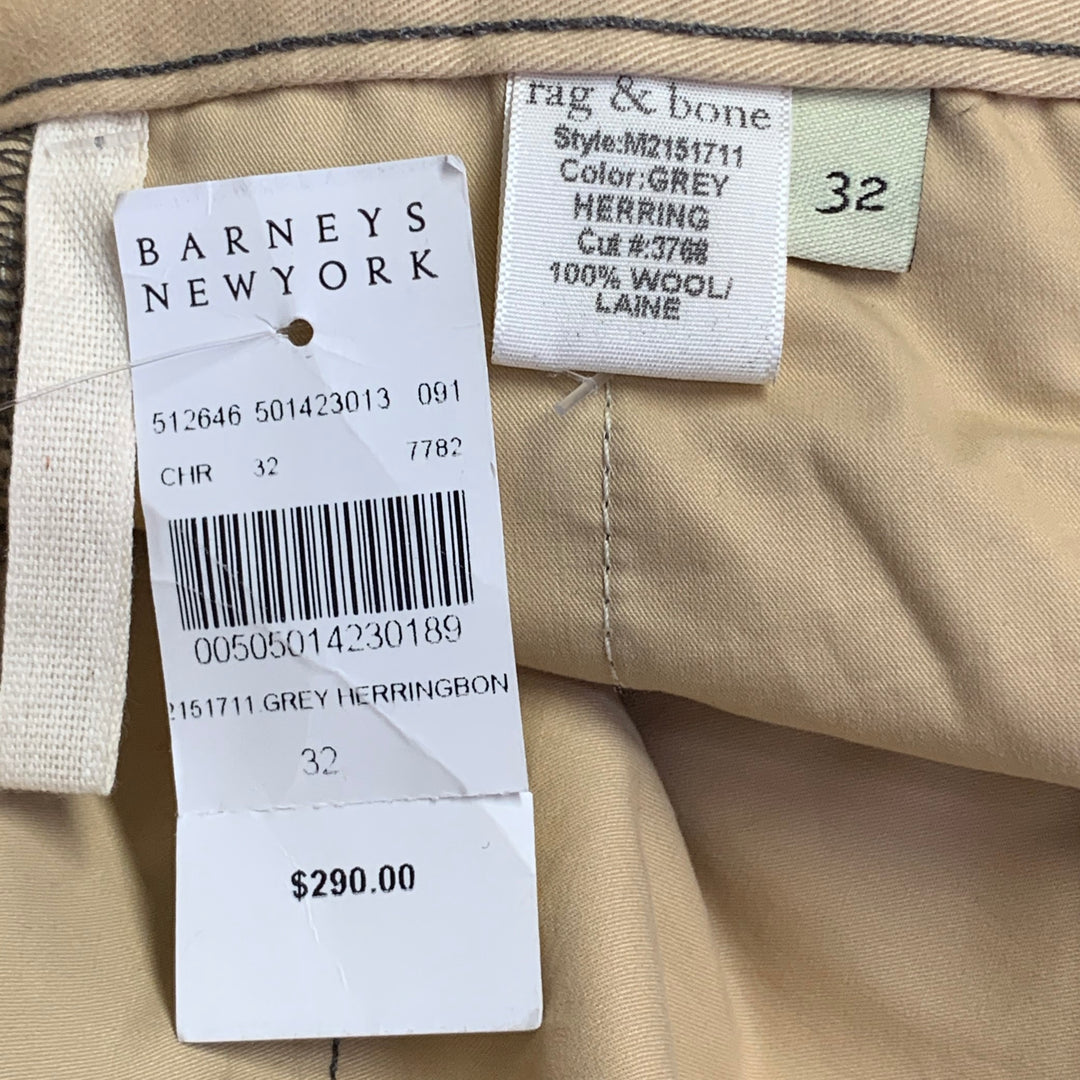 rag & bone
Style:M2151711
Color:GREY
HERRING
Cut #:3768
100% WOOL/
LAINE
32
BARNEYS
NEWYORK
512646 501423013 091
CHR 32 7782
00505014230189
2151711.GREY HERRINGBON
32
$290.00